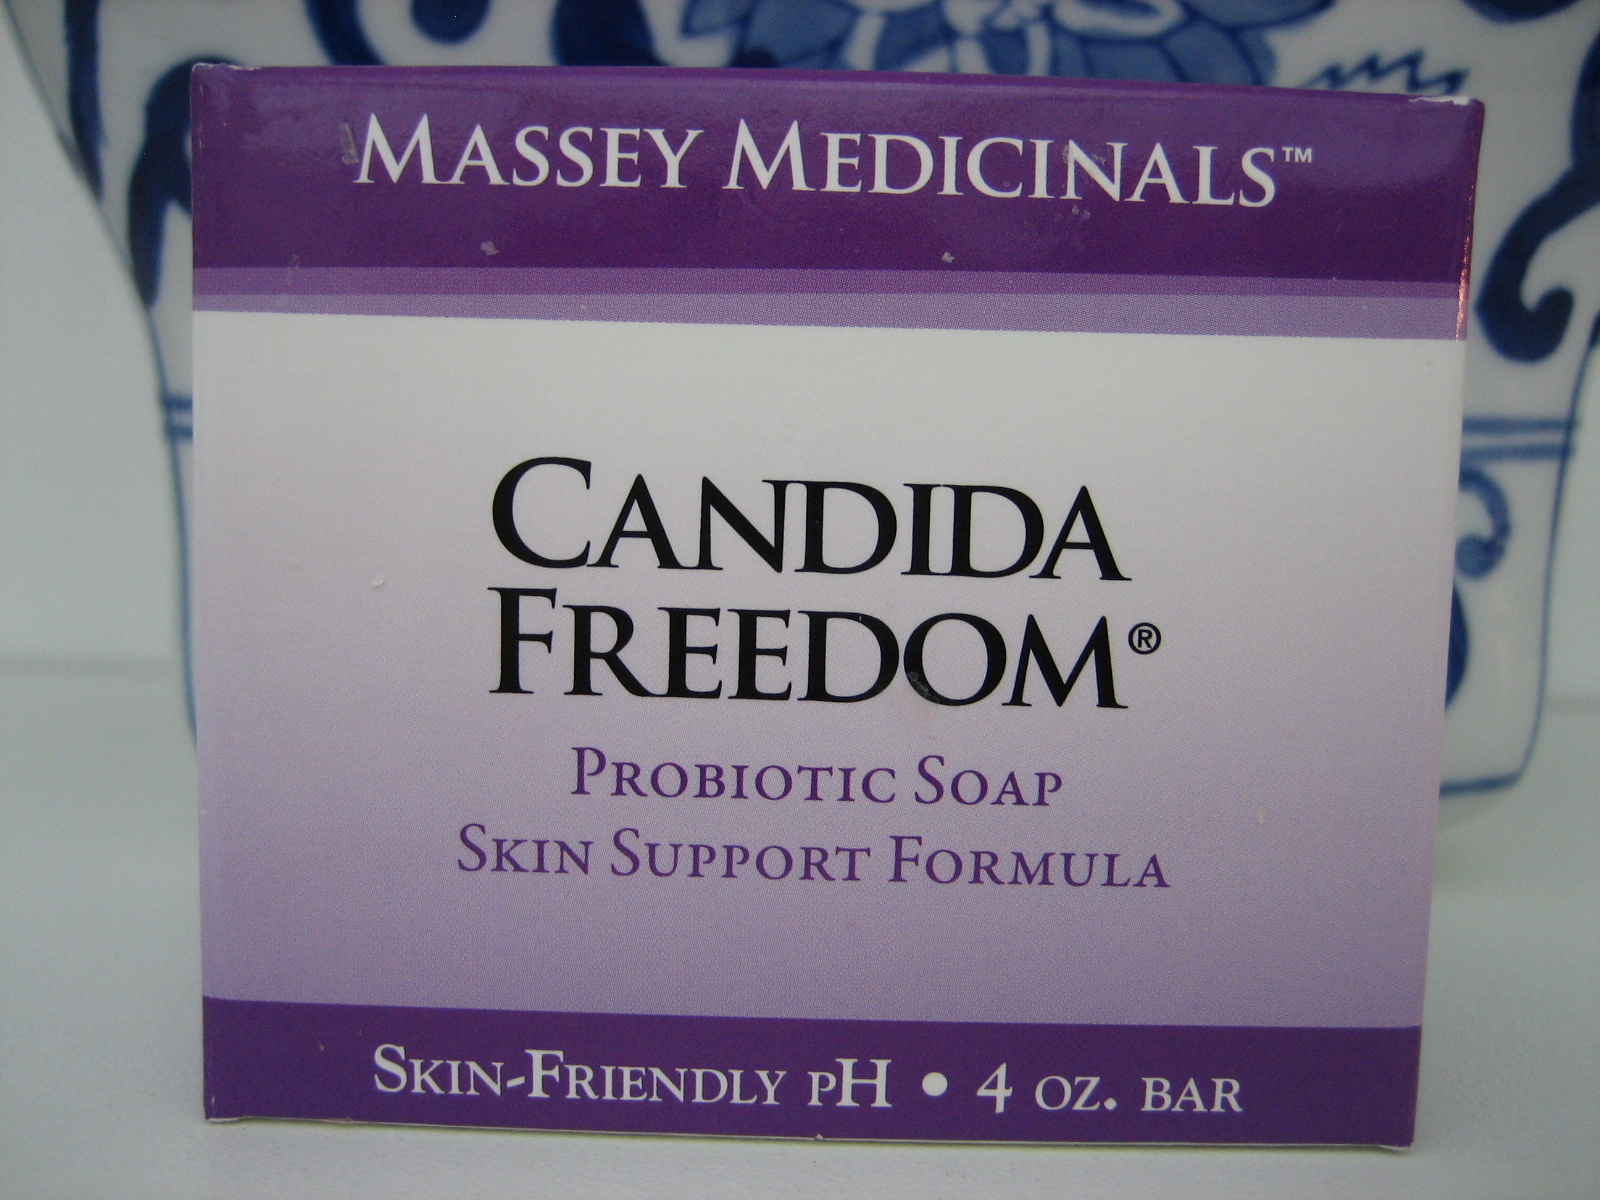 MASSEY MEDICINALS™
CANDIDA
FREEDOM®
PROBIOTIC SOAP
SKIN SUPPORT FORMULA
SKIN-FRIENDLY pH • 4 OZ. BAR